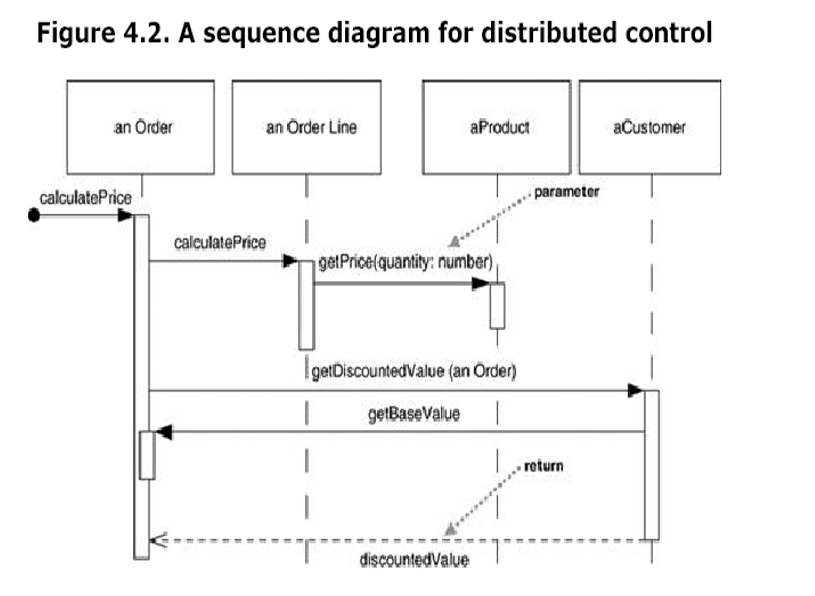 Figure 4.2. A sequence diagram for distributed control
an Order
an Order Line
aProduct
aCustomer
calculatePrice
parameter
calculatePrice
getPrice(quantity: number)
getDiscountedValue (an Order)
getBaseValue
return
discountedValue